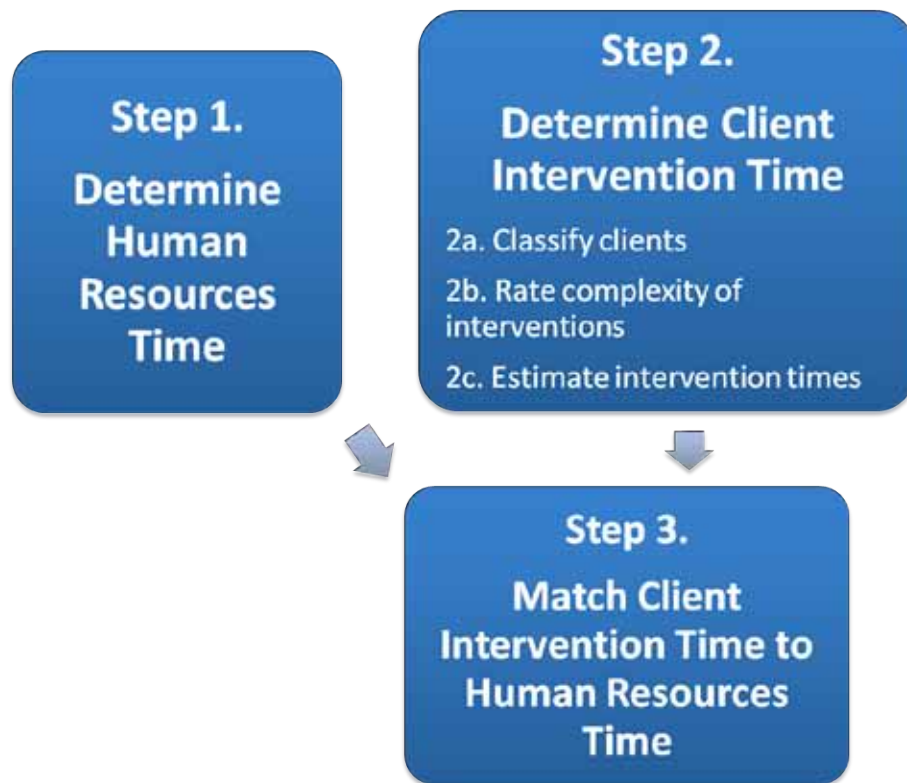 Step 1.
Determine
Human
Resources
Time
Step 2.
Determine Client
Intervention Time
2a. Classify clients
2b. Rate complexity of
interventions
2c. Estimate intervention times
Step 3.
Match Client
Intervention Time to
Human Resources
Time